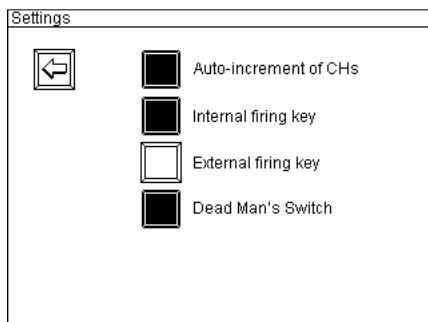 Settings
Auto-increment of CHs
Internal firing key
External firing key
Dead Man's Switch